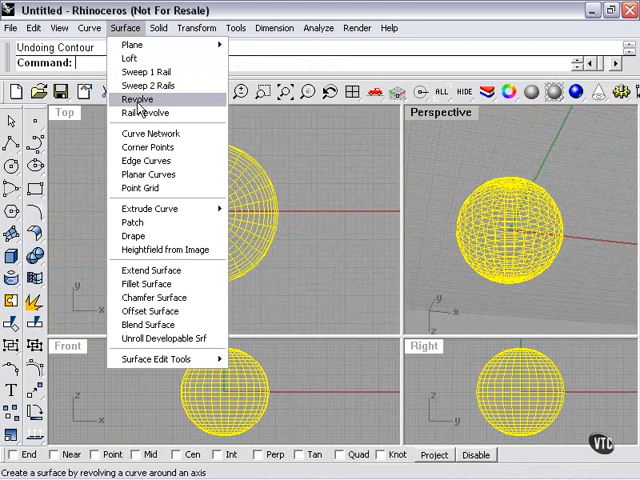 Untitled - Rhinoceros (Not For Resale)
File Edit View Curve Surface Solid Transform Tools Dimension Analyze Render Help
Undoing Contour
Command:
Plane
Loft
Sweep 1 Rail
Sweep 2 Rails
Revolve
Rail Revolve
Curve Network
Corner Points
Edge Curves
Planar Curves
Point Grid
Extrude Curve
Patch
Drape
Heightfield from Image
Extend Surface
Fillet Surface
Chamfer Surface
Offset Surface
Blend Surface
Unroll Developable Srf
Surface Edit Tools
ALL HIDE
Top
Perspective
y
x
z
y
x
Front
Right
z
x
z
y
T
VTC
End Near Point Mid Cen Int Perp Tan Quad Knot Project Disable
Create a surface by revolving a curve around an axis